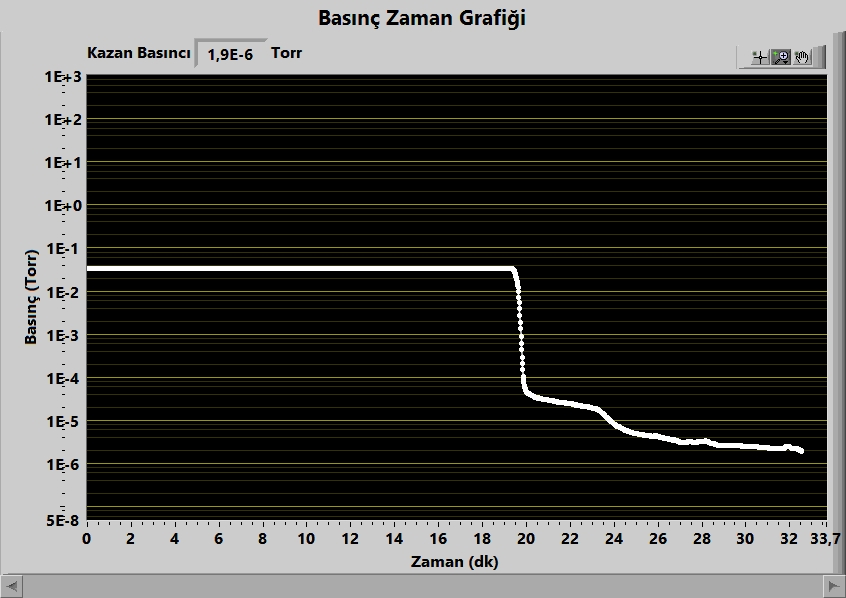 Basınç Zaman Grafiği
Kazan Basıncı 1,9E-6 Torr
1E+3
1E+2
1E+1
1E+0
1E-1
1E-2
1E-3
1E-4
1E-5
1E-6
5E-8
Basınç (Torr)
0 2 4 6 8 10 12 14 16 18 20 22 24 26 28 30 32 33,7
Zaman (dk)